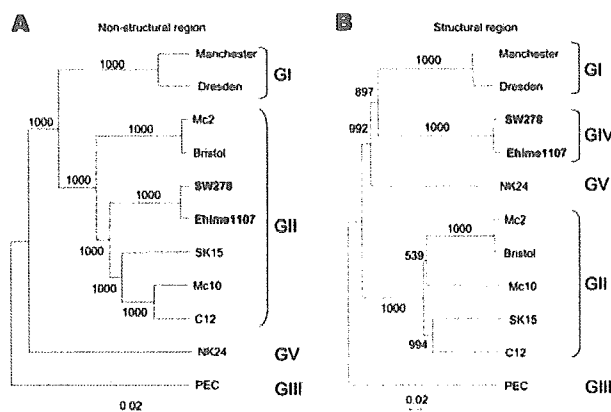 A
Non-structural region
1000
Manchester
Dresden
GI
1000
1000
Mc2
Bristol
1000
1000
SW278
Ehime1107
GII
1000
SK15
1000
Mc10
1000
C12
NK24
GV
PEC
GIII
0.02
B
Structural region
1000
Manchester
Dresden
GI
897
992
1000
SW278
Ehime1107
GIV
NK24
GV
Mc2
1000
Bristol
539
Mc10
GII
1000
SK15
994
C12
PEC
GIII
0.02